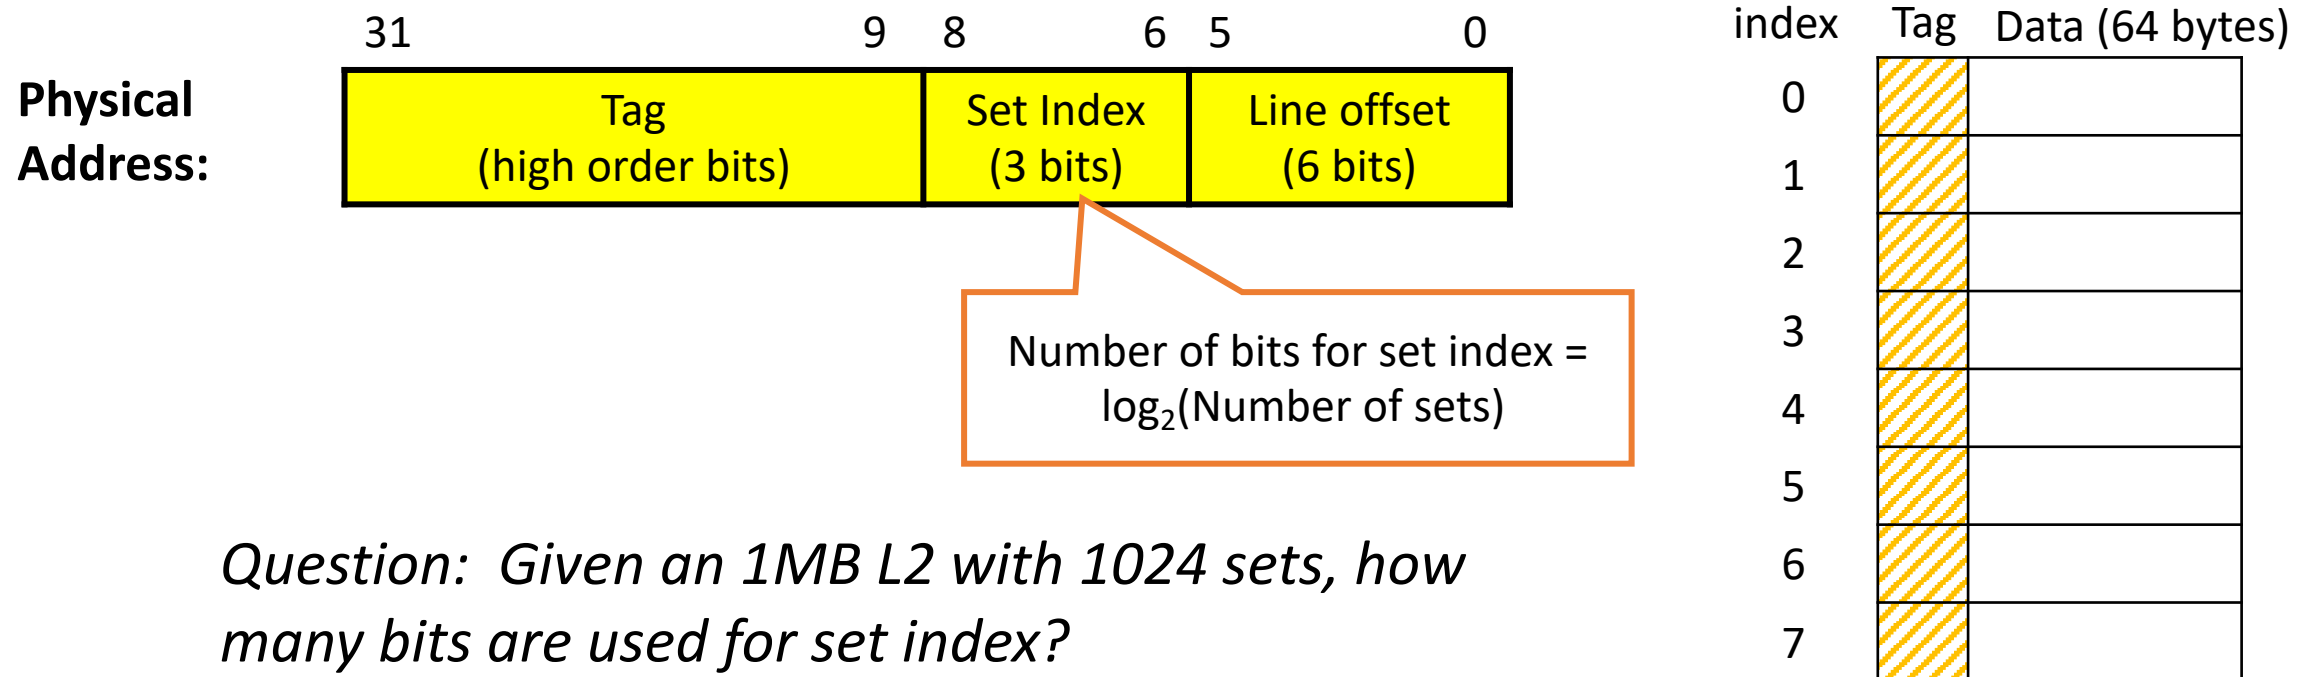 31 9 8 6 5 0
Physical
Address:
Tag
(high order bits)
Set Index
(3 bits)
Line offset
(6 bits)
Number of bits for set index =
log₂(Number of sets)
Question: Given an 1MB L2 with 1024 sets, how
many bits are used for set index?
index Tag Data (64 bytes)
0
1
2
3
4
5
6
7